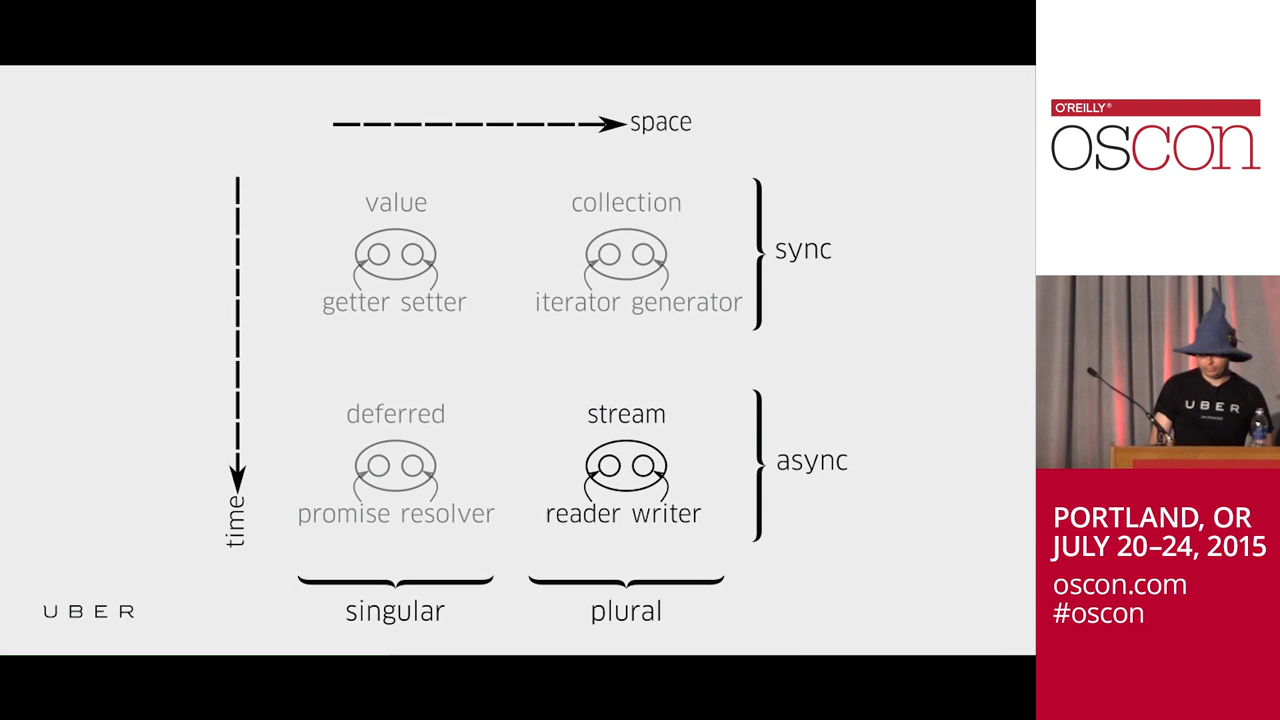 space
value
collection
getter setter
iterator generator
sync
deferred
stream
promise resolver
reader writer
async
time
singular
plural
UBER
O'REILLY®
oscon
UBER
PORTLAND, OR
JULY 20–24, 2015
oscon.com
#oscon